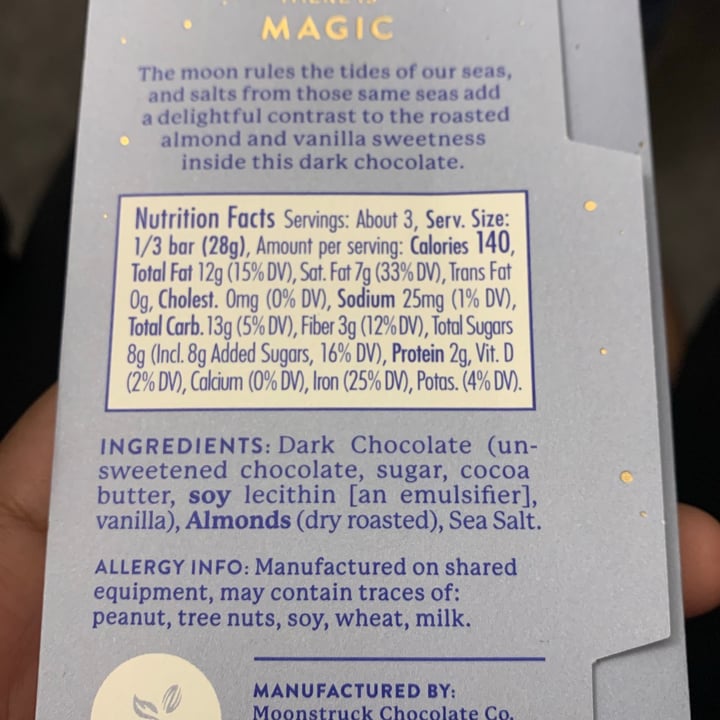 MAGIC
The moon rules the tides of our seas,
and salts from those same seas add
a delightful contrast to the roasted
almond and vanilla sweetness
inside this dark chocolate.
Nutrition Facts Servings: About 3, Serv. Size:
1/3 bar (28g), Amount per serving: Calories 140,
Total Fat 12g (15% DV), Sat. Fat 7g (33% DV), Trans Fat
0g, Cholest. 0mg (0% DV), Sodium 25mg (1% DV),
Total Carb. 13g (5% DV), Fiber 3g (12% DV), Total Sugars
8g (Incl. 8g Added Sugars, 16% DV), Protein 2g, Vit. D
(2% DV), Calcium (0% DV), Iron (25% DV), Potas. (4% DV).
INGREDIENTS: Dark Chocolate (un-
sweetened chocolate, sugar, cocoa
butter, soy lecithin [an emulsifier],
vanilla), Almonds (dry roasted), Sea Salt.
ALLERGY INFO: Manufactured on shared
equipment, may contain traces of:
peanut, tree nuts, soy, wheat, milk.
MANUFACTURED BY:
Moonstruck Chocolate Co.